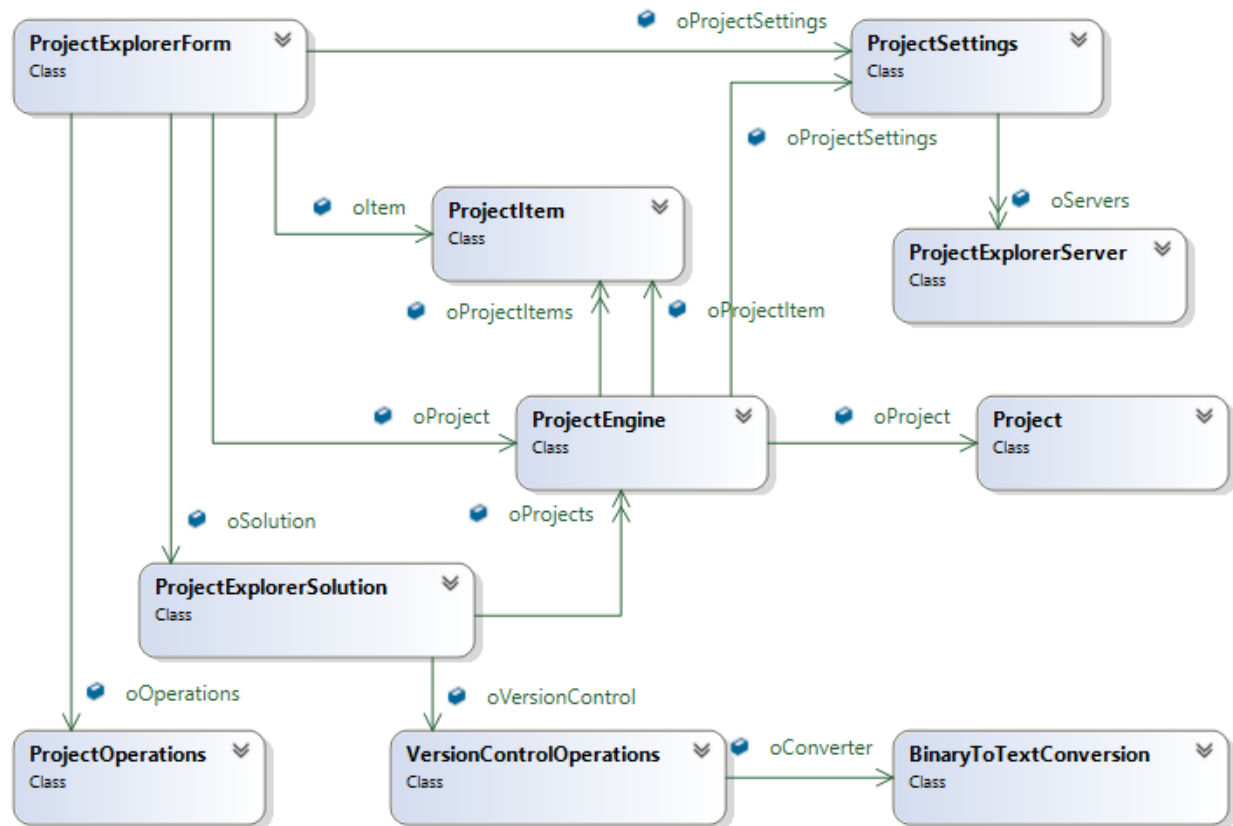 oProjectSettings
ProjectExplorerForm
Class
ProjectSettings
Class
oProjectSettings
oItem
ProjectItem
Class
oServers
ProjectExplorerServer
Class
oProjectItems
oProjectItem
oProject
ProjectEngine
Class
oProject
Project
Class
oSolution
oProjects
ProjectExplorerSolution
Class
oOperations
oVersionControl
ProjectOperations
Class
VersionControlOperations
Class
oConverter
BinaryToTextConversion
Class